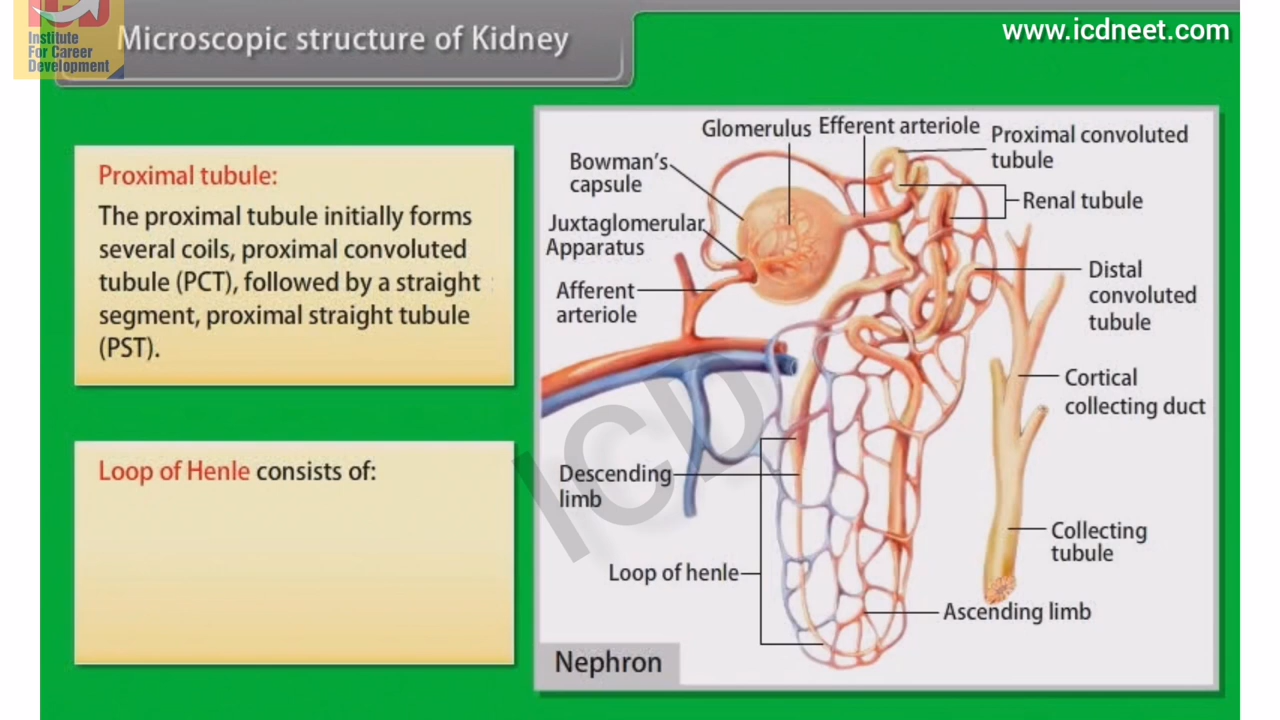 ICD
Institute
For Career
Development
Microscopic structure of Kidney
www.icdneet.com
Proximal tubule:
The proximal tubule initially forms
several coils, proximal convoluted
tubule (PCT), followed by a straight
segment, proximal straight tubule
(PST).
Loop of Henle consists of:
Glomerulus
Efferent arteriole
Proximal convoluted
tubule
Bowman's
capsule
Renal tubule
Juxtaglomerular
Apparatus
Distal
convoluted
tubule
Afferent
arteriole
Cortical
collecting duct
Descending
limb
Collecting
tubule
Loop of henle
Ascending limb
Nephron
ICD